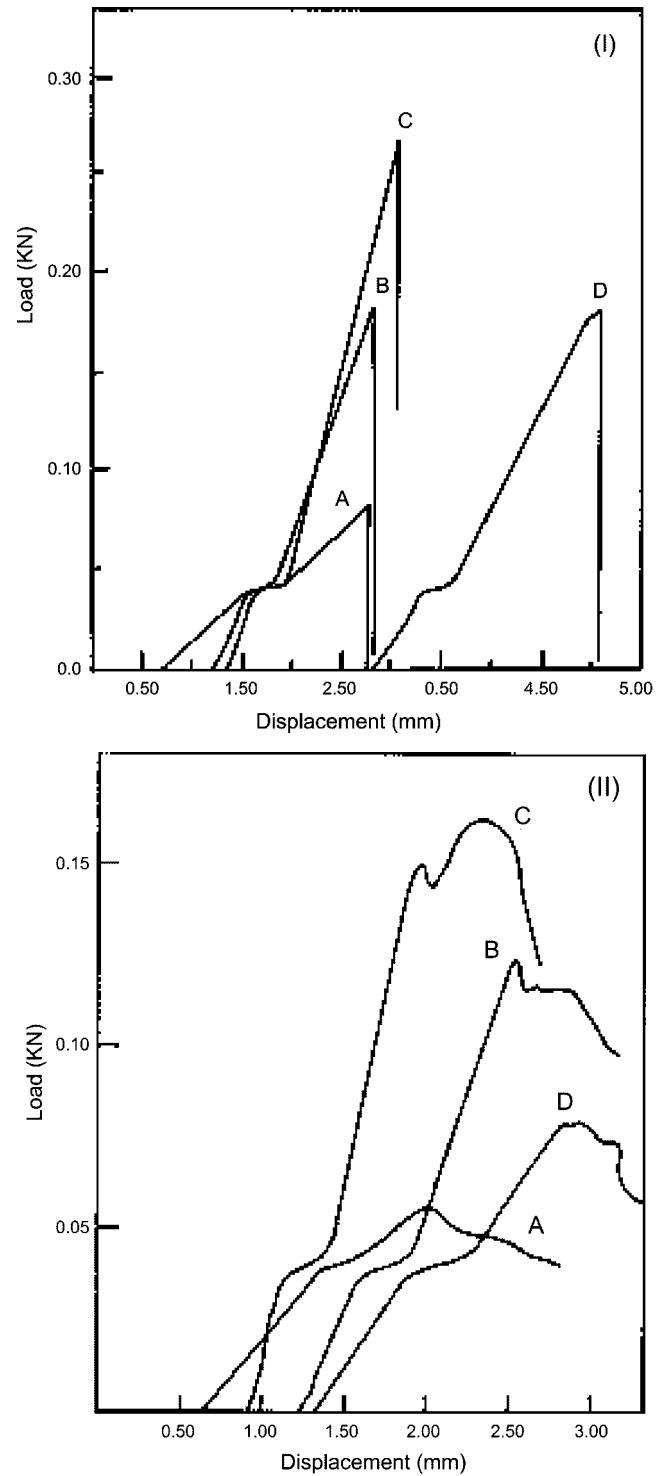 (I)
0.30
C
Load (KN)
0.20
B
D
0.10
A
0.0
0.50 1.50 2.50 0.50 4.50 5.00
Displacement (mm)
(II)
C
0.15
B
Load (KN)
0.10
D
0.05
A
0.50 1.00 1.50 2.00 2.50 3.00
Displacement (mm)